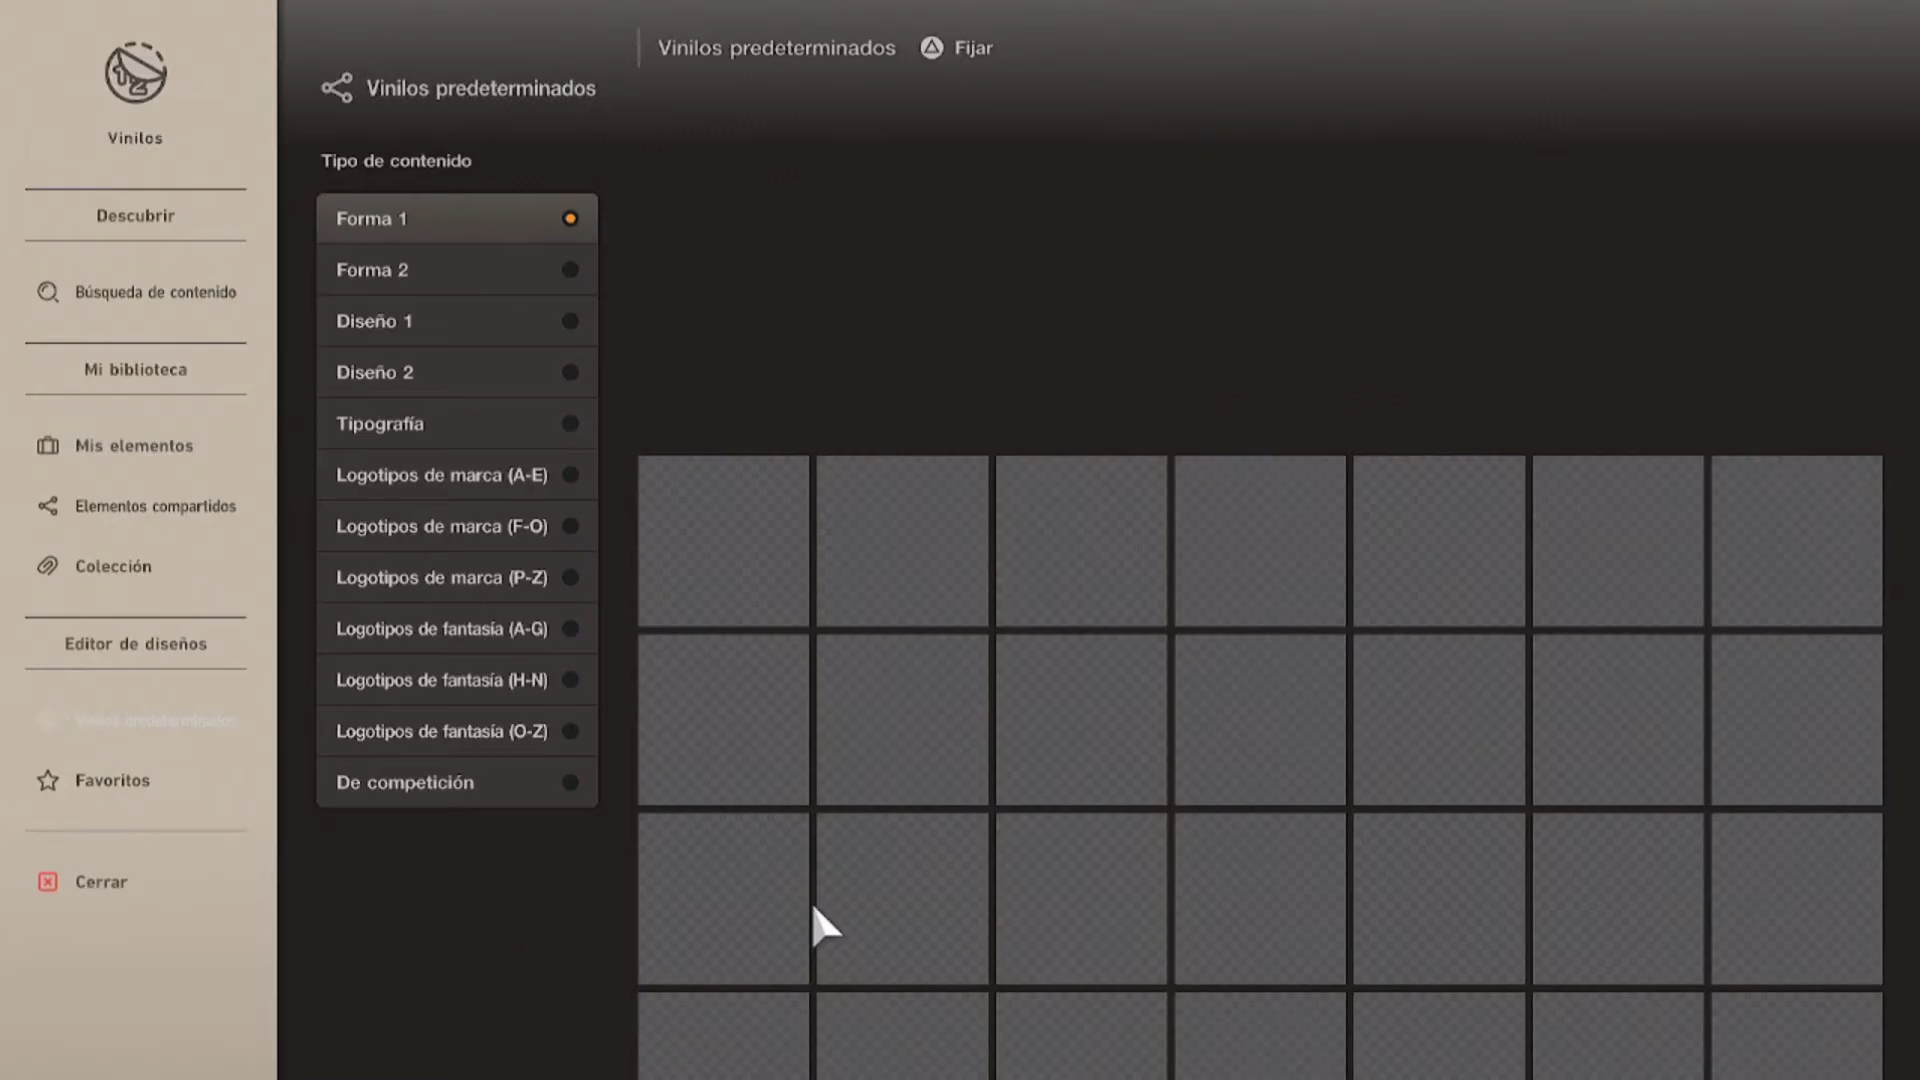 Vinilos
Descubrir
Búsqueda de contenido
Mi biblioteca
Mis elementos
Elementos compartidos
Colección
Editor de diseños
Vinilos predeterminados
Favoritos
Cerrar
Vinilos predeterminados
Tipo de contenido
Forma 1
Forma 2
Diseño 1
Diseño 2
Tipografía
Logotipos de marca (A-E)
Logotipos de marca (F-O)
Logotipos de marca (P-Z)
Logotipos de fantasía (A-G)
Logotipos de fantasía (H-N)
Logotipos de fantasía (O-Z)
De competición
Vinilos predeterminados Fijar